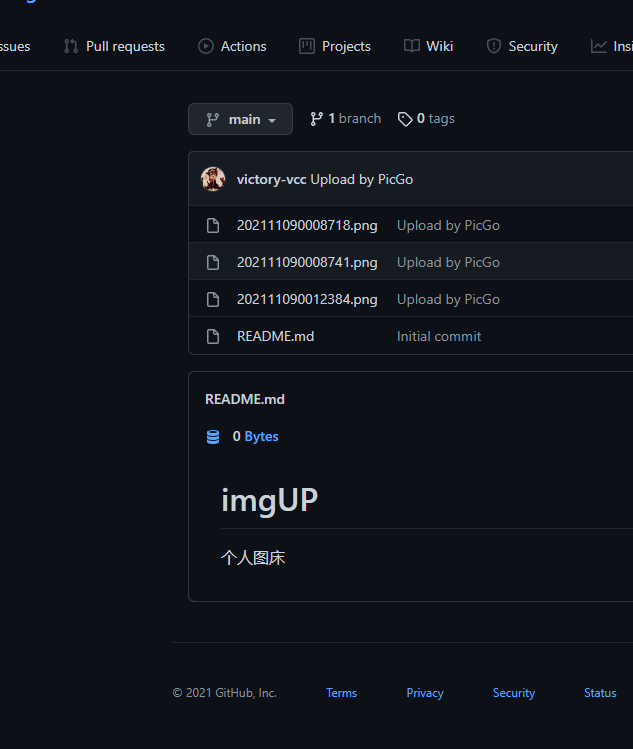 ssues Pull requests Actions Projects Wiki Security Insi
main 1 branch 0 tags
victory-vcc Upload by PicGo
202111090008718.png Upload by PicGo
202111090008741.png Upload by PicGo
202111090012384.png Upload by PicGo
README.md Initial commit
README.md
0 Bytes
imgUP
个人图床
© 2021 GitHub, Inc. Terms Privacy Security Status